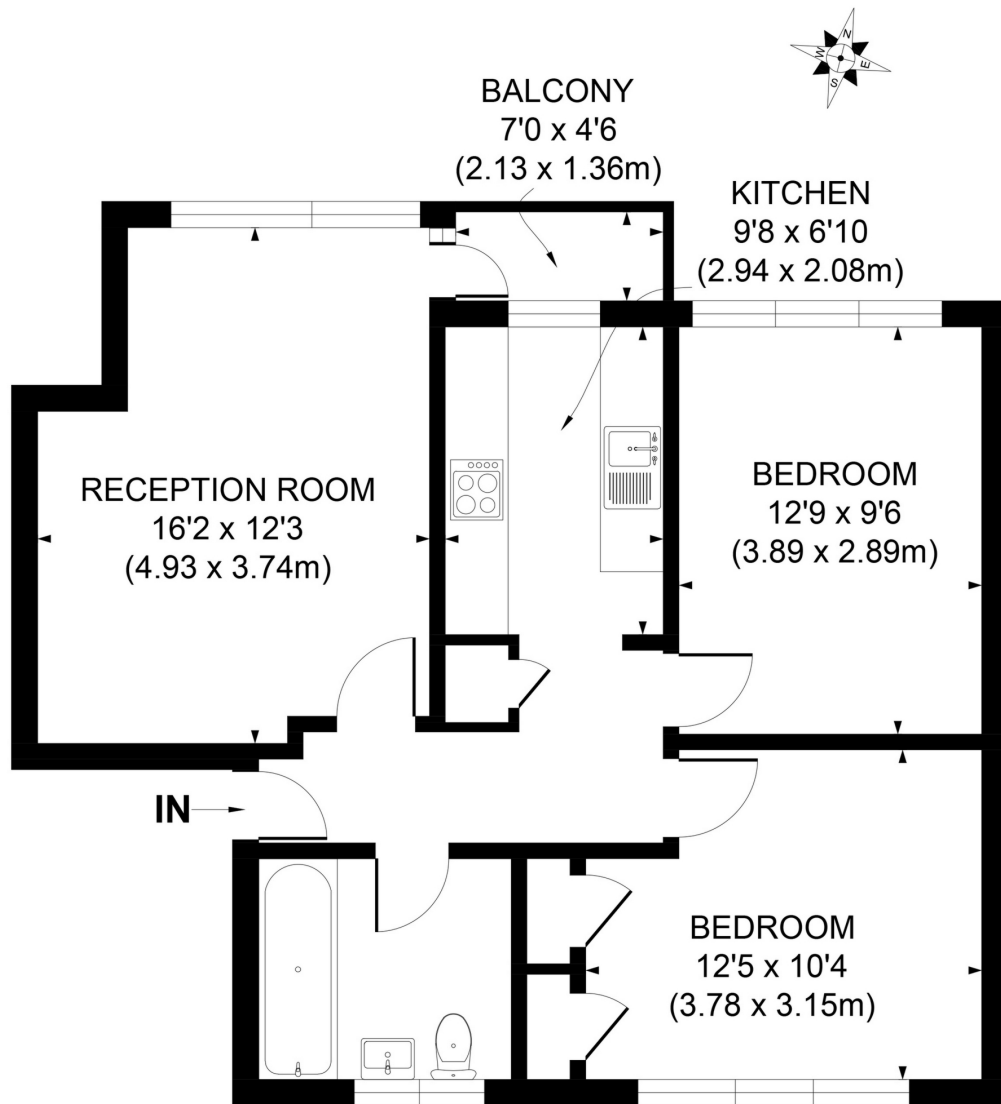 N
W
E
S
BALCONY
7'0 x 4'6
(2.13 x 1.36m)
KITCHEN
9'8 x 6'10
(2.94 x 2.08m)
RECEPTION ROOM
16'2 x 12'3
(4.93 x 3.74m)
BEDROOM
12'9 x 9'6
(3.89 x 2.89m)
IN
BEDROOM
12'5 x 10'4
(3.78 x 3.15m)